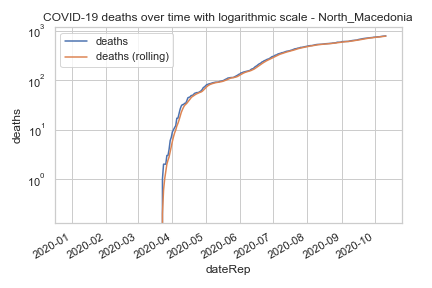 COVID-19 deaths over time with logarithmic scale - North_Macedonia
deaths
deaths (rolling)
10³
10²
10¹
10⁰
deaths
2020-01
2020-02
2020-03
2020-04
2020-05
2020-06
2020-07
2020-08
2020-09
2020-10
dateRep